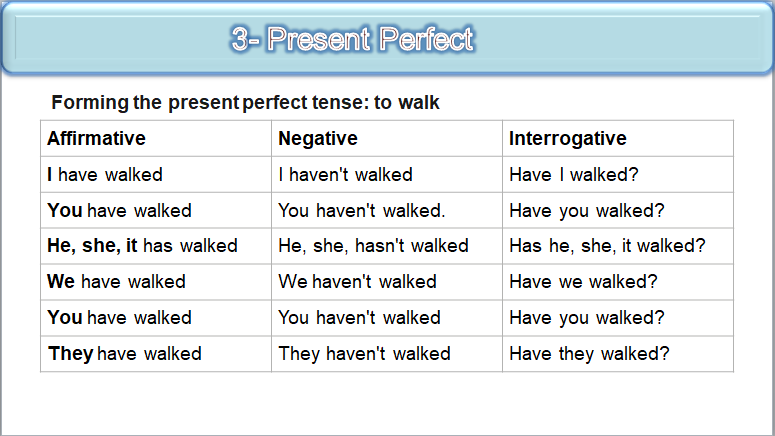 3- Present Perfect
Forming the present perfect tense: to walk
Affirmative Negative Interrogative
I have walked I haven't walked Have I walked?
You have walked You haven't walked. Have you walked?
He, she, it has walked He, she, hasn't walked Has he, she, it walked?
We have walked We haven't walked Have we walked?
You have walked You haven't walked Have you walked?
They have walked They haven't walked Have they walked?